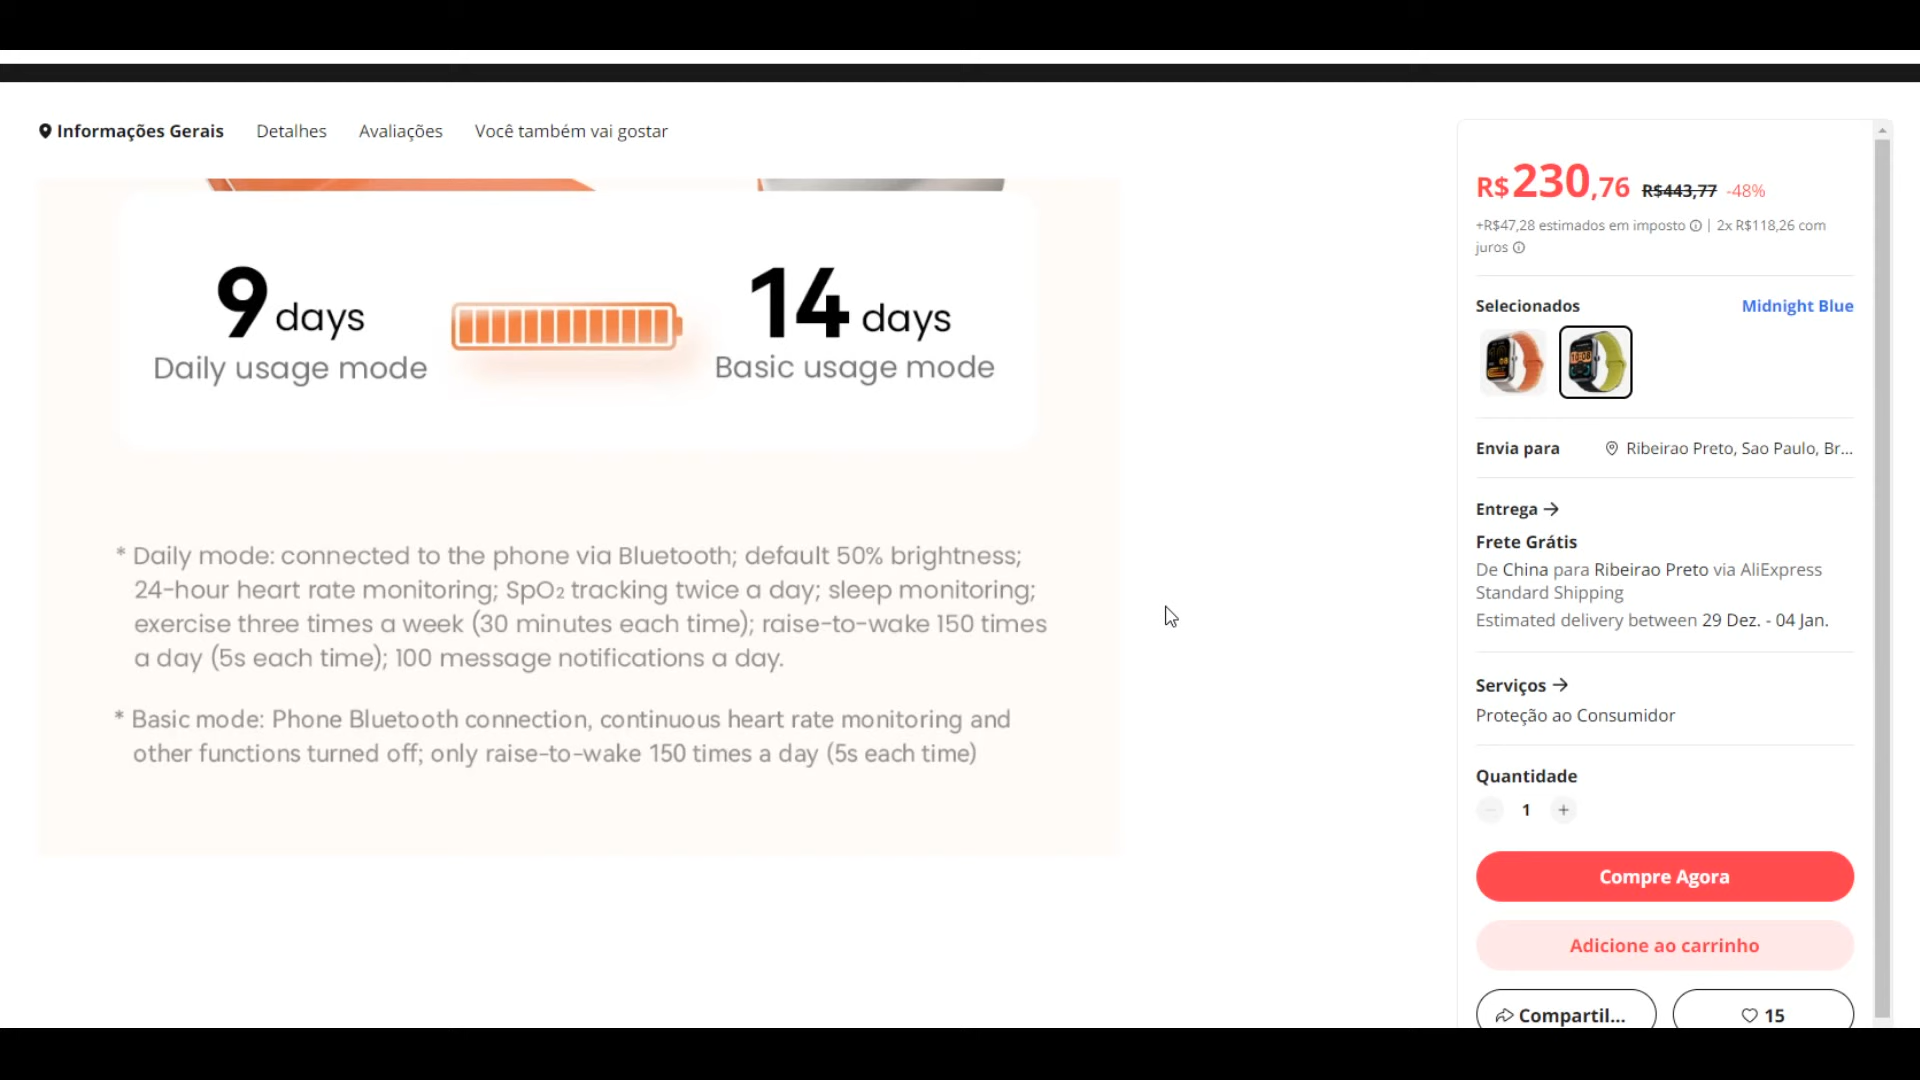 Informações Gerais
Detalhes
Avaliações
Você também vai gostar
9 days
Daily usage mode
14 days
Basic usage mode
* Daily mode: connected to the phone via Bluetooth; default 50% brightness;
24-hour heart rate monitoring; SpO₂ tracking twice a day; sleep monitoring;
exercise three times a week (30 minutes each time); raise-to-wake 150 times
a day (5s each time); 100 message notifications a day.
* Basic mode: Phone Bluetooth connection, continuous heart rate monitoring and
other functions turned off; only raise-to-wake 150 times a day (5s each time)
R$230,76 R$443,77 -48%
+R$47,28 estimados em imposto | 2x R$118,26 com
juros
Selecionados
Midnight Blue
Envia para
Ribeirao Preto, Sao Paulo, Br...
Entrega
Frete Grátis
De China para Ribeirao Preto via AliExpress
Standard Shipping
Estimated delivery between 29 Dez. - 04 Jan.
Serviços
Proteção ao Consumidor
Quantidade
− 1 +
Compre Agora
Adicione ao carrinho
Compartil...
15